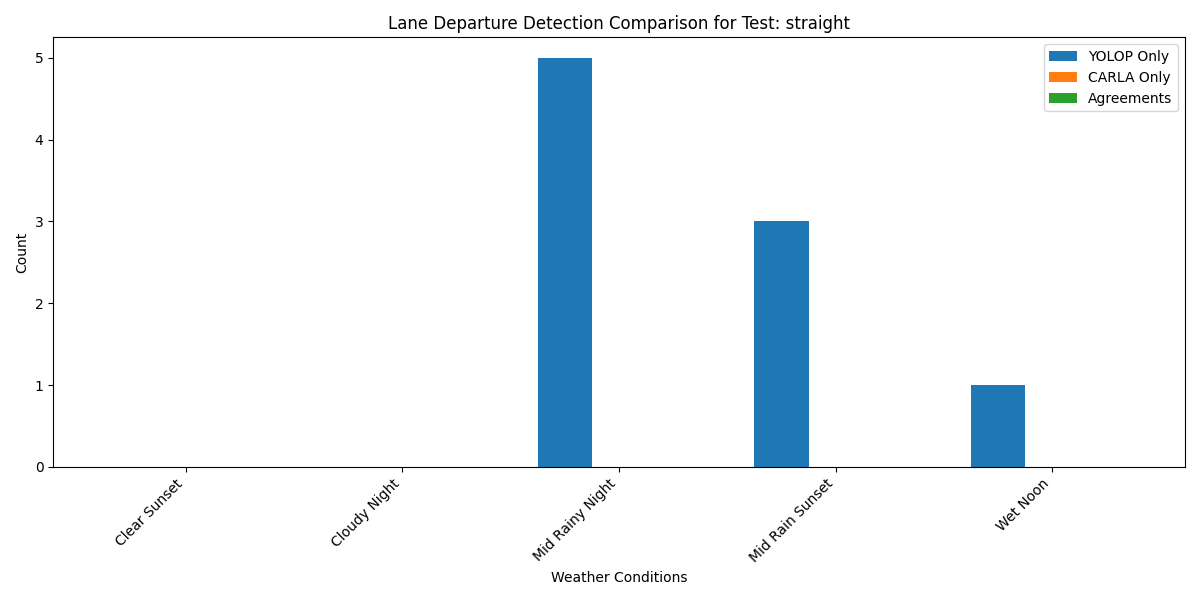 Lane Departure Detection Comparison for Test: straight
YOLOP Only
CARLA Only
Agreements
Count
5
4
3
2
1
0
Clear Sunset
Cloudy Night
Mid Rainy Night
Mid Rain Sunset
Wet Noon
Weather Conditions